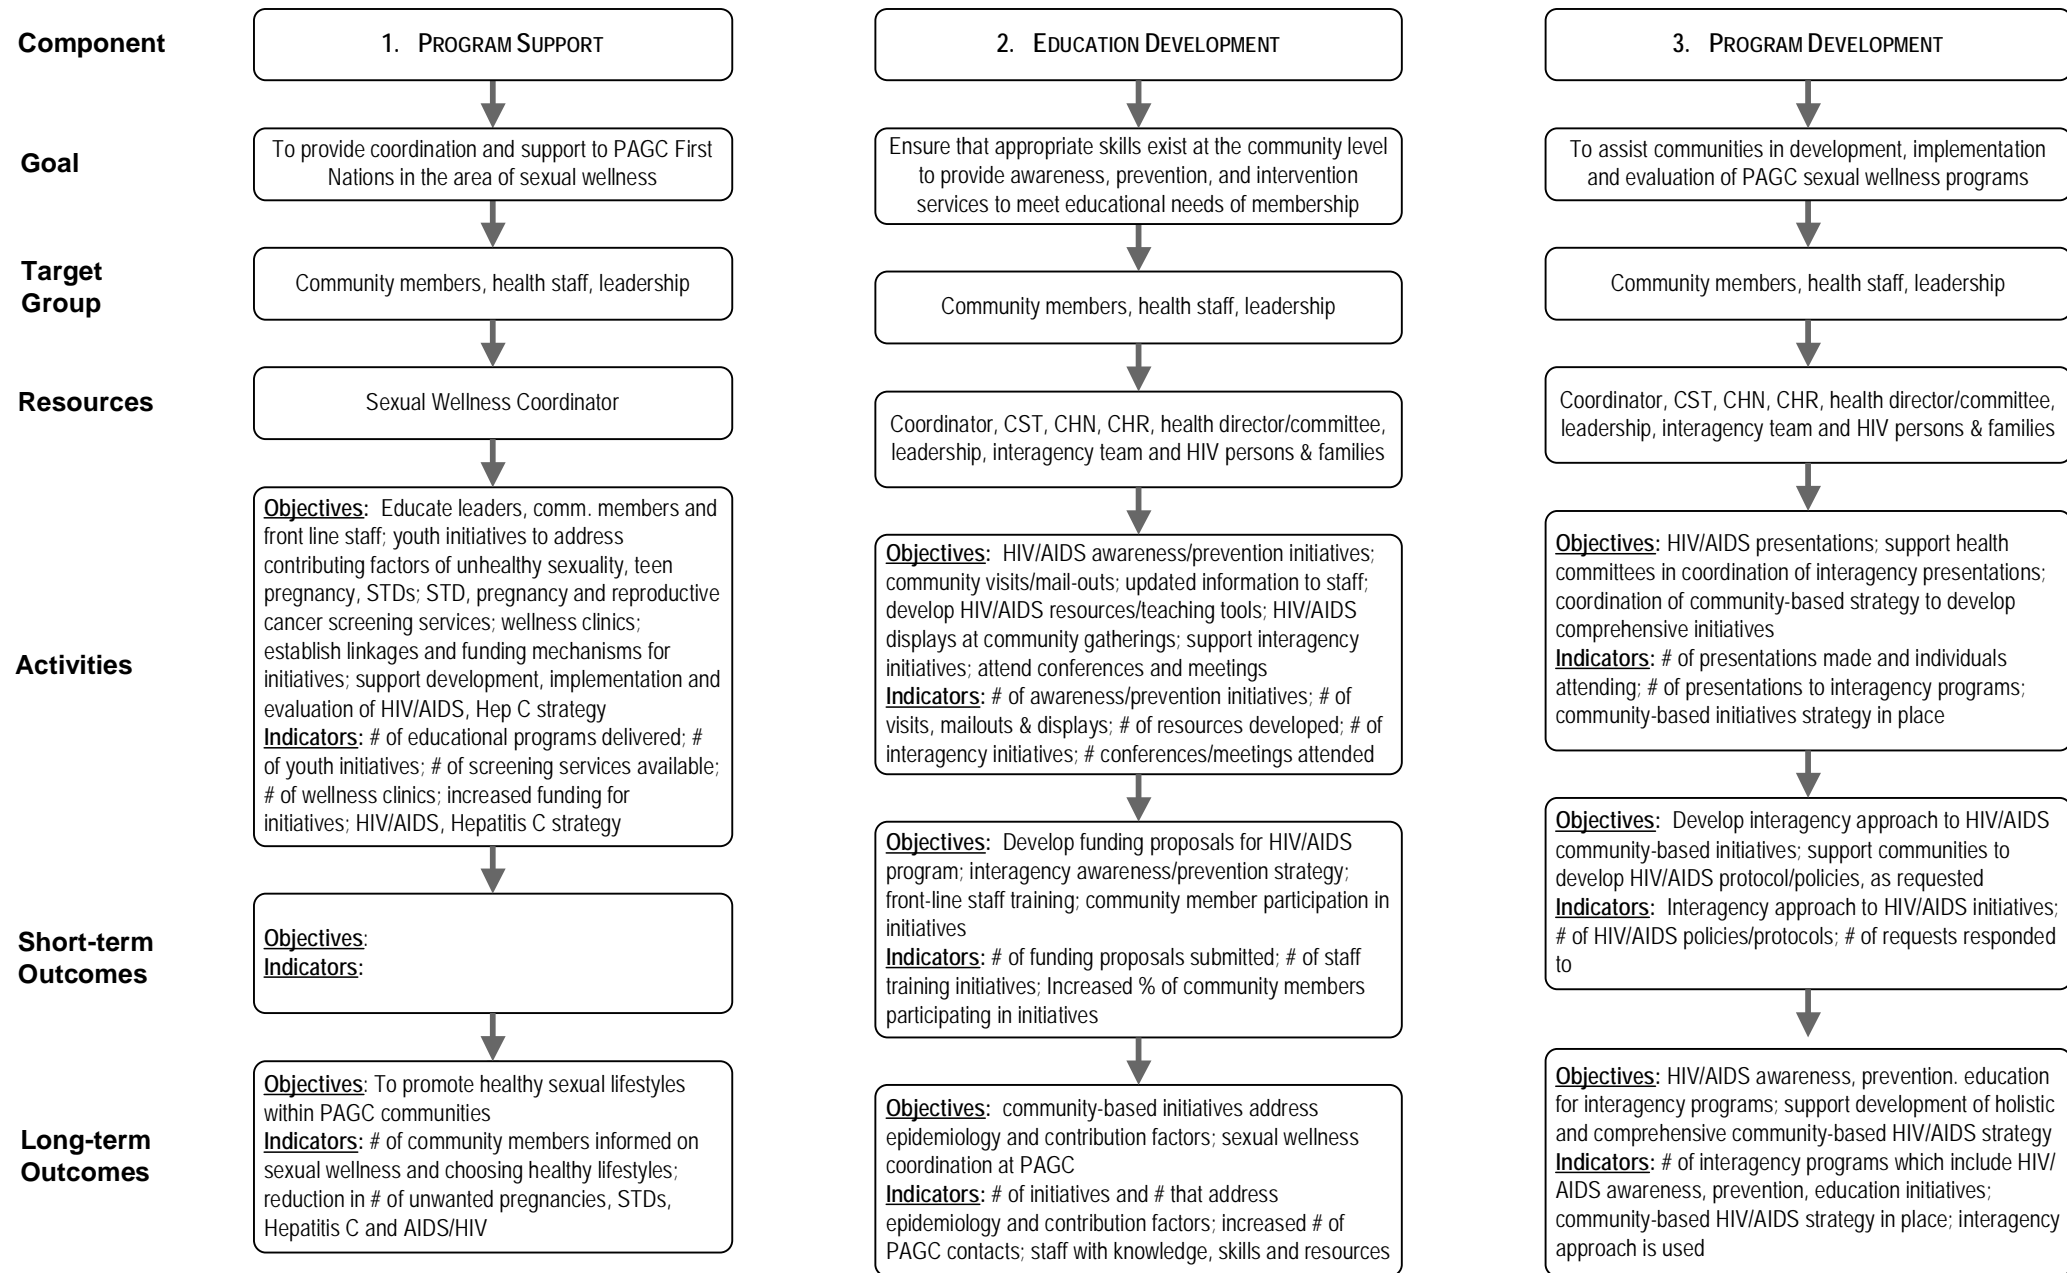 Component
1. PROGRAM SUPPORT
2. EDUCATION DEVELOPMENT
3. PROGRAM DEVELOPMENT
Goal
To provide coordination and support to PAGC First
Nations in the area of sexual wellness
Ensure that appropriate skills exist at the community level
to provide awareness, prevention, and intervention
services to meet educational needs of membership
To assist communities in development, implementation
and evaluation of PAGC sexual wellness programs
Target
Group
Community members, health staff, leadership
Community members, health staff, leadership
Community members, health staff, leadership
Resources
Sexual Wellness Coordinator
Coordinator, CST, CHN, CHR, health director/committee,
leadership, interagency team and HIV persons & families
Coordinator, CST, CHN, CHR, health director/committee,
leadership, interagency team and HIV persons & families
Activities
Objectives: Educate leaders, comm. members and
front line staff; youth initiatives to address
contributing factors of unhealthy sexuality, teen
pregnancy, STDs; STD, pregnancy and reproductive
cancer screening services; wellness clinics;
establish linkages and funding mechanisms for
initiatives; support development, implementation and
evaluation of HIV/AIDS, Hep C strategy
Indicators: # of educational programs delivered; #
of youth initiatives; # of screening services available;
# of wellness clinics; increased funding for
initiatives; HIV/AIDS, Hepatitis C strategy
Objectives: HIV/AIDS awareness/prevention initiatives;
community visits/mail-outs; updated information to staff;
develop HIV/AIDS resources/teaching tools; HIV/AIDS
displays at community gatherings; support interagency
initiatives; attend conferences and meetings
Indicators: # of awareness/prevention initiatives; # of
visits, mailouts & displays; # of resources developed; # of
interagency initiatives; # conferences/meetings attended
Objectives: HIV/AIDS presentations; support health
committees in coordination of interagency presentations;
coordination of community-based strategy to develop
comprehensive initiatives
Indicators: # of presentations made and individuals
attending; # of presentations to interagency programs;
community-based initiatives strategy in place
Short-term
Outcomes
Objectives:
Indicators:
Objectives: Develop funding proposals for HIV/AIDS
program; interagency awareness/prevention strategy;
front-line staff training; community member participation in
initiatives
Indicators: # of funding proposals submitted; # of staff
training initiatives; Increased % of community members
participating in initiatives
Objectives: Develop interagency approach to HIV/AIDS
community-based initiatives; support communities to
develop HIV/AIDS protocol/policies, as requested
Indicators: Interagency approach to HIV/AIDS initiatives;
# of HIV/AIDS policies/protocols; # of requests responded
to
Long-term
Outcomes
Objectives: To promote healthy sexual lifestyles
within PAGC communities
Indicators: # of community members informed on
sexual wellness and choosing healthy lifestyles;
reduction in # of unwanted pregnancies, STDs,
Hepatitis C and AIDS/HIV
Objectives: community-based initiatives address
epidemiology and contribution factors; sexual wellness
coordination at PAGC
Indicators: # of initiatives and # that address
epidemiology and contribution factors; increased # of
PAGC contacts; staff with knowledge, skills and resources
Objectives: HIV/AIDS awareness, prevention. education
for interagency programs; support development of holistic
and comprehensive community-based HIV/AIDS strategy
Indicators: # of interagency programs which include HIV/
AIDS awareness, prevention, education initiatives;
community-based HIV/AIDS strategy in place; interagency
approach is used